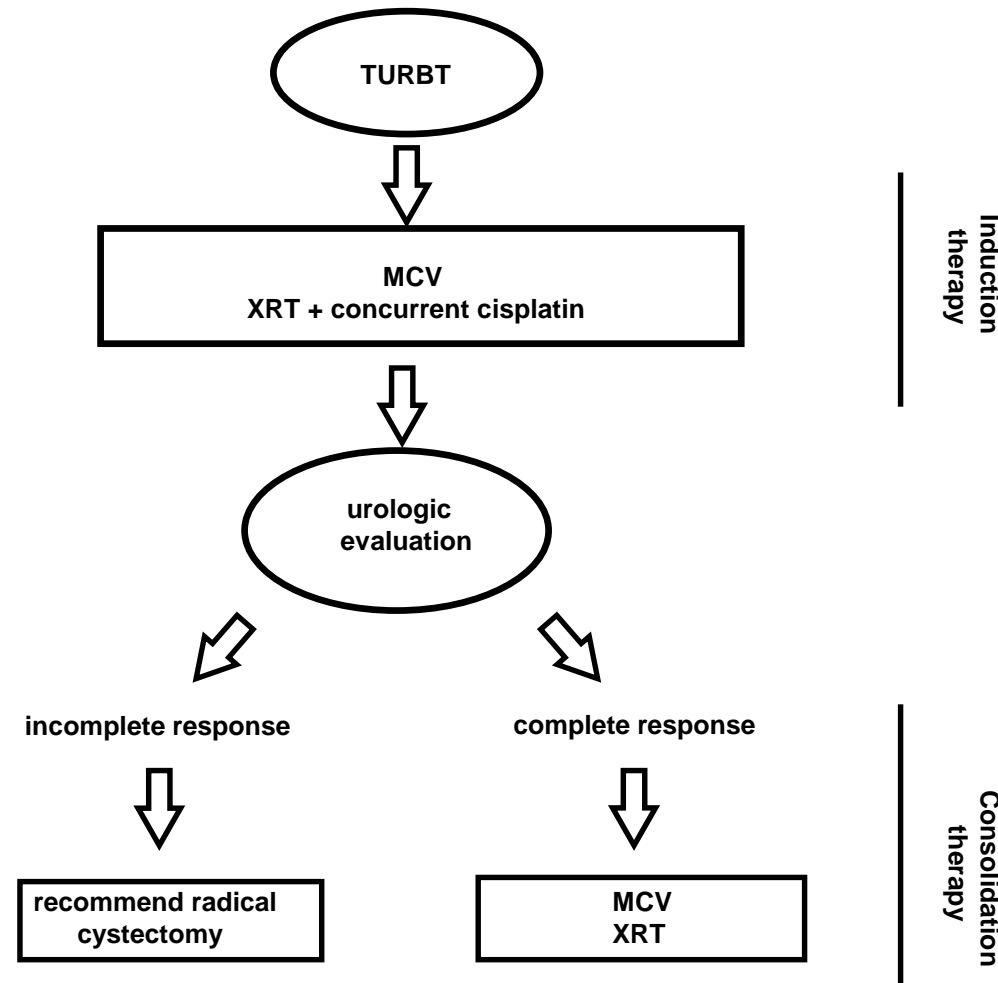 TURBT
MCV
XRT + concurrent cisplatin
Induction
therapy
urologic
evaluation
incomplete response
complete response
recommend radical
cystectomy
MCV
XRT
Consolidation
therapy